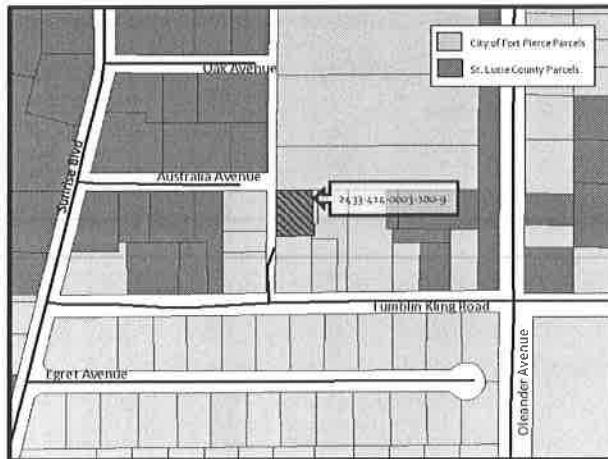 City of Fort Pierce Parcels
St. Lucie County Parcels
Oak Avenue
Sunrise Blvd
Australia Avenue
2433-414-0003-100-9
Tumblin Kling Road
Egret Avenue
Oleander Avenue